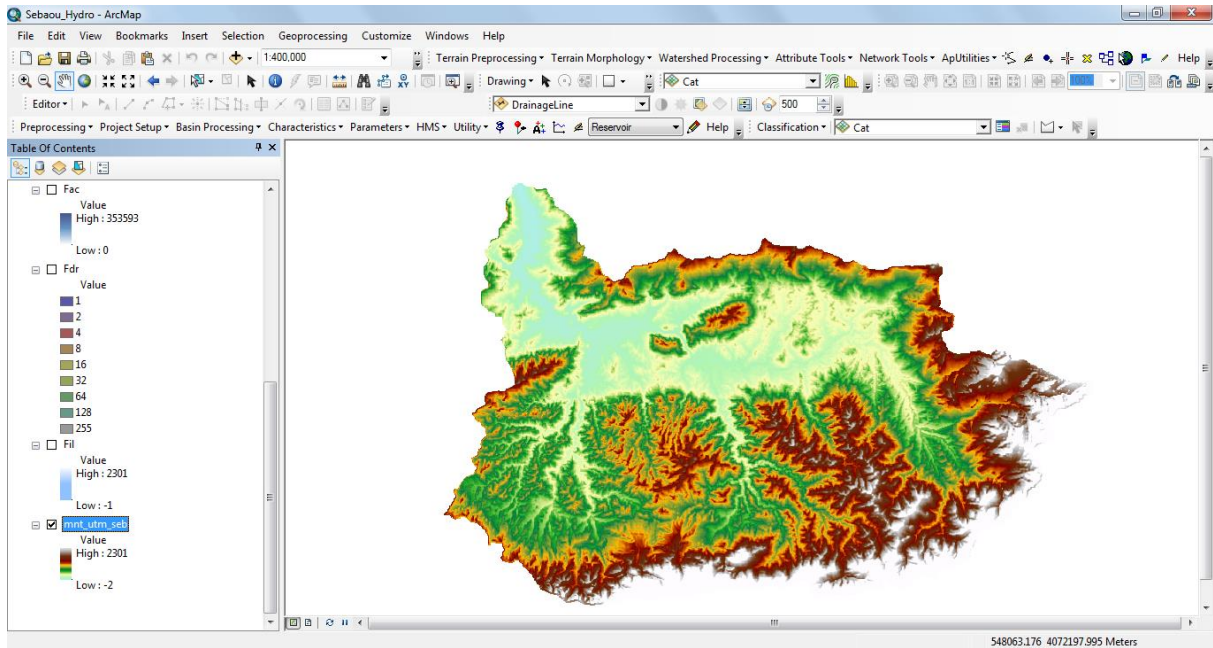 Sebaou_Hydro - ArcMap
File Edit View Bookmarks Insert Selection Geoprocessing Customize Windows Help
1:400,000 Terrain Preprocessing Terrain Morphology Watershed Processing Attribute Tools Network Tools ApUtilities Help
Drawing Cat
Editor DrainageLine 500
Preprocessing Project Setup Basin Processing Characteristics Parameters HMS Utility Reservoir Help Classification Cat
Table Of Contents
Fac
Value
High : 353593
Low : 0
Fdr
Value
1
2
4
8
16
32
64
128
255
Fil
Value
High : 2301
Low : -1
mnt_utm_seb
Value
High : 2301
Low : -2
548063.176 4072197.995 Meters